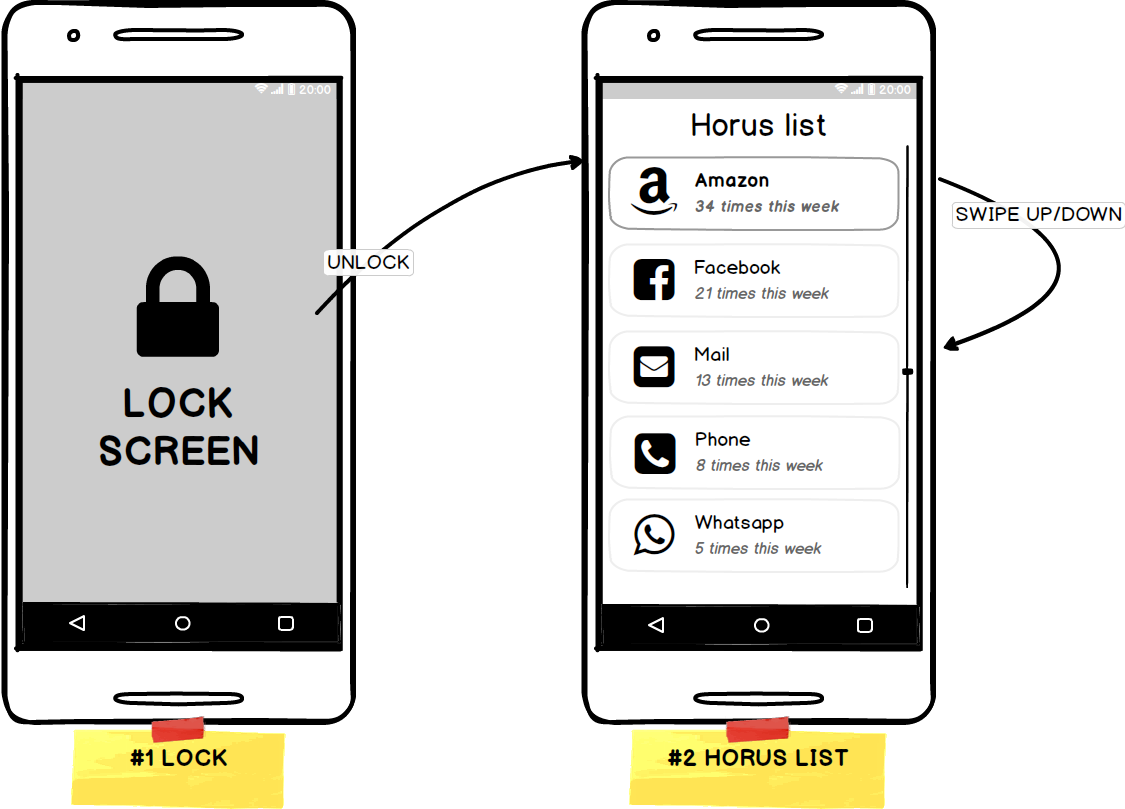 20:00
LOCK
SCREEN
#1 LOCK
UNLOCK
20:00
Horus list
Amazon
34 times this week
Facebook
21 times this week
Mail
13 times this week
Phone
8 times this week
Whatsapp
5 times this week
#2 HORUS LIST
SWIPE UP/DOWN